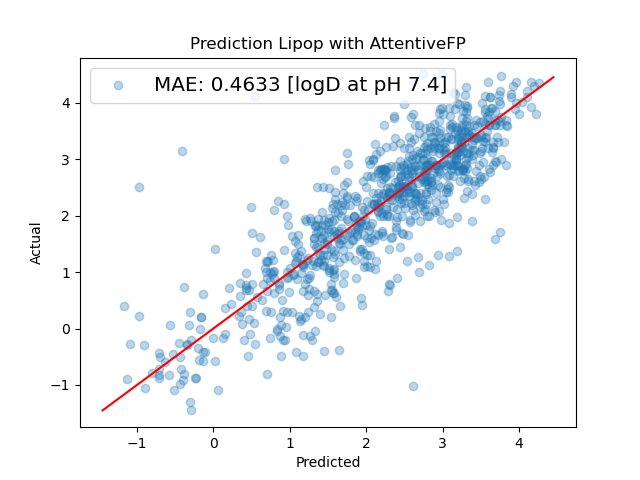 Prediction Lipop with AttentiveFP
MAE: 0.4633 [logD at pH 7.4]
4
3
2
1
0
−1
Actual
−1 0 1 2 3 4
Predicted